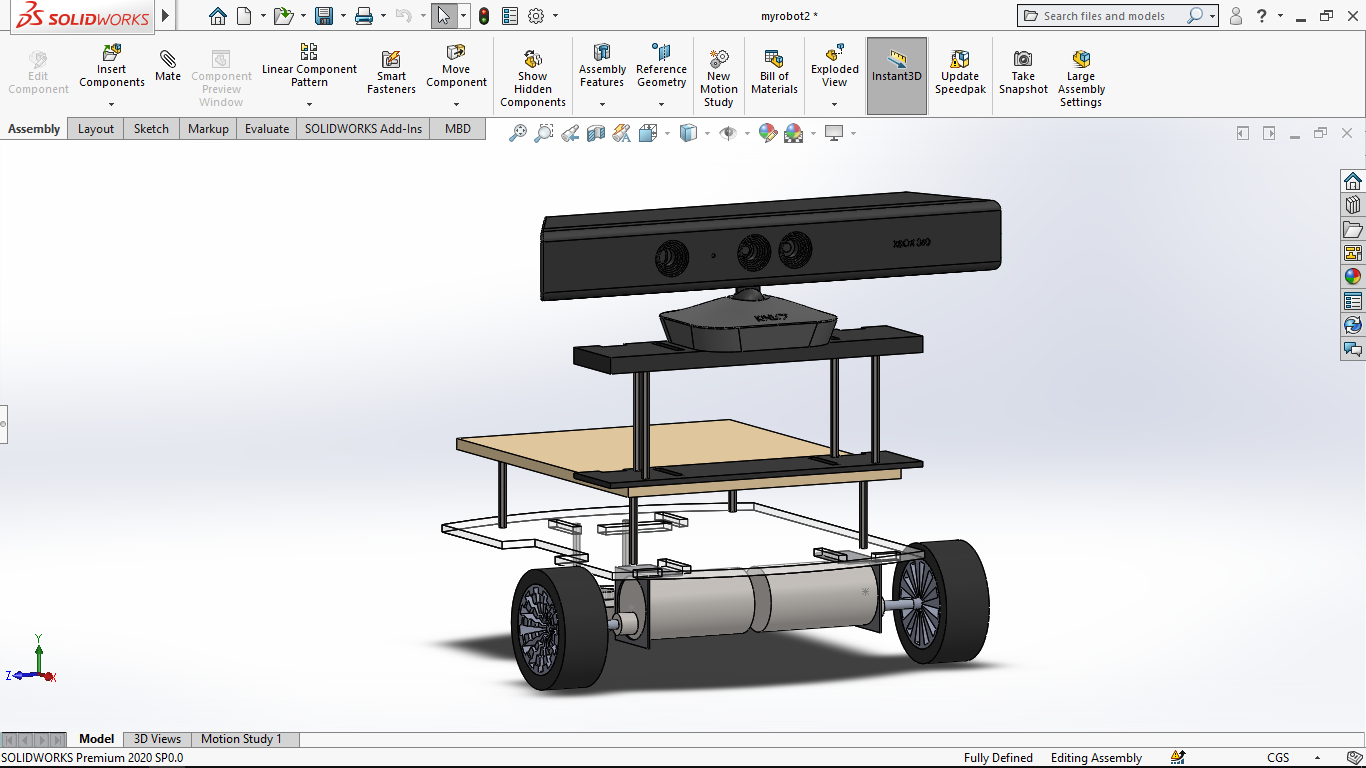 SOLIDWORKS
myrobot2 *
Search files and models
?
Edit
Component
Insert
Components
Mate
Component
Preview
Window
Linear Component
Pattern
Smart
Fasteners
Move
Component
Show
Hidden
Components
Assembly
Features
Reference
Geometry
New
Motion
Study
Bill of
Materials
Exploded
View
Instant3D
Update
Speedpak
Take
Snapshot
Large
Assembly
Settings
Assembly Layout Sketch Markup Evaluate SOLIDWORKS Add-Ins MBD
XBOX 360
KINECT
Y
Z X
Model 3D Views Motion Study 1
SOLIDWORKS Premium 2020 SP0.0 Fully Defined Editing Assembly CGS